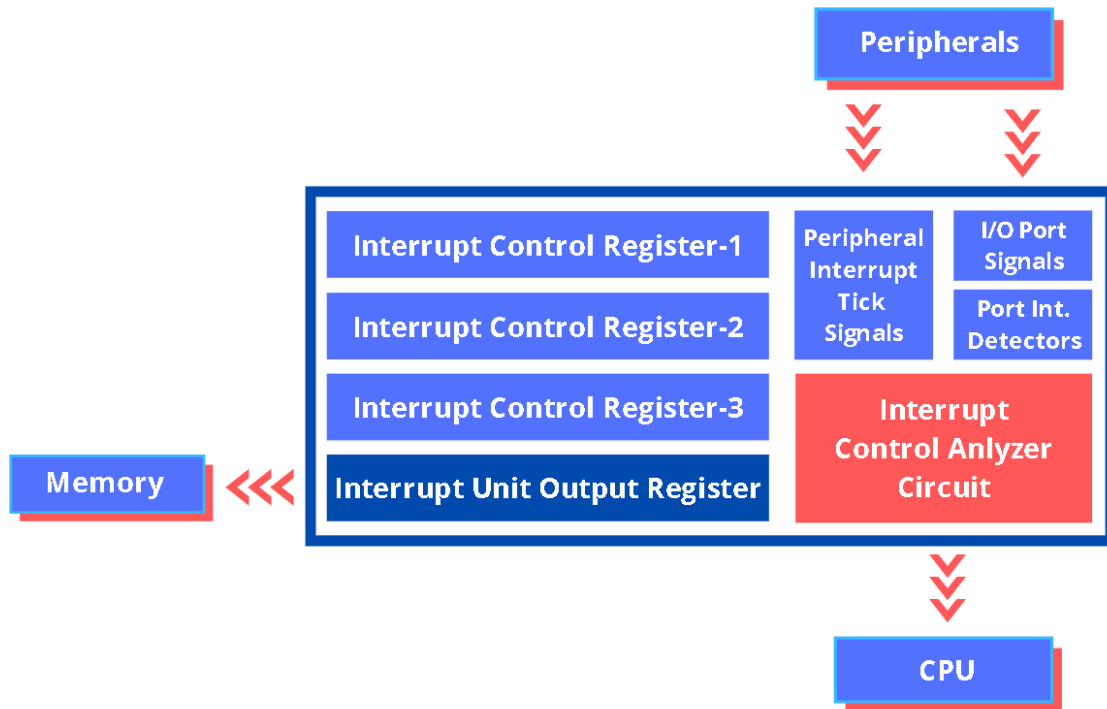 Peripherals
Interrupt Control Register-1
Interrupt Control Register-2
Interrupt Control Register-3
Interrupt Unit Output Register
Peripheral
Interrupt
Tick
Signals
I/O Port
Signals
Port Int.
Detectors
Interrupt
Control Anlyzer
Circuit
Memory
CPU